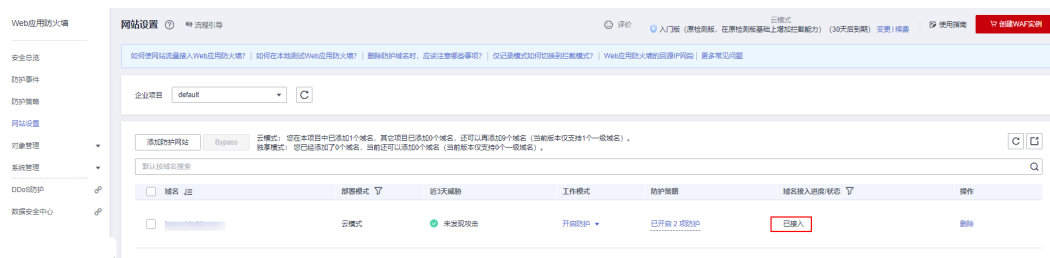 Web应用防火墙
安全总览
防护事件
防护策略
网站设置
对象管理
系统管理
DDoS防护
数据安全中心
网站设置 流程引导
评价
云模式
入门版（原检测版，在原检测版基础上增加拦截能力）（30天后到期） 变更 | 续费
使用指南
创建WAF实例
如何使网站流量接入Web应用防火墙？ | 如何在本地测试Web应用防火墙？ | 删除防护域名时，应该注意哪些事项？ | 仅记录模式如何切换到拦截模式？ | Web应用防火墙的回源IP网段 | 更多常见问题
企业项目 default
添加防护网站 Bypass
云模式： 您在本项目中已添加1个域名，其它项目已添加0个域名，还可以再添加9个域名（当前版本仅支持1个一级域名）。
独享模式： 您已经添加了0个域名，当前还可以添加0个域名（当前版本仅支持0个一级域名）。
默认按域名搜索
域名 部署模式 近3天威胁 工作模式 防护策略 域名接入进度/状态 操作
云模式 未发现攻击 开启防护 已开启 2 项防护 已接入 删除